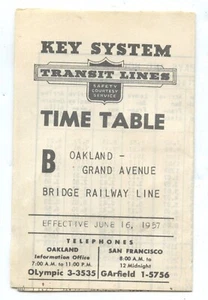 KEY SYSTEM
TRANSIT LINES
SAFETY
COURTESY
SERVICE
TIME TABLE
B OAKLAND -
GRAND AVENUE
BRIDGE RAILWAY LINE
EFFECTIVE JUNE 16, 1957
TELEPHONES
OAKLAND
Information Office
7:00 A.M. to 11:00 P.M.
OLympic 3-3535
SAN FRANCISCO
8:00 A.M. to
12 Midnight
GArfield 1-5756